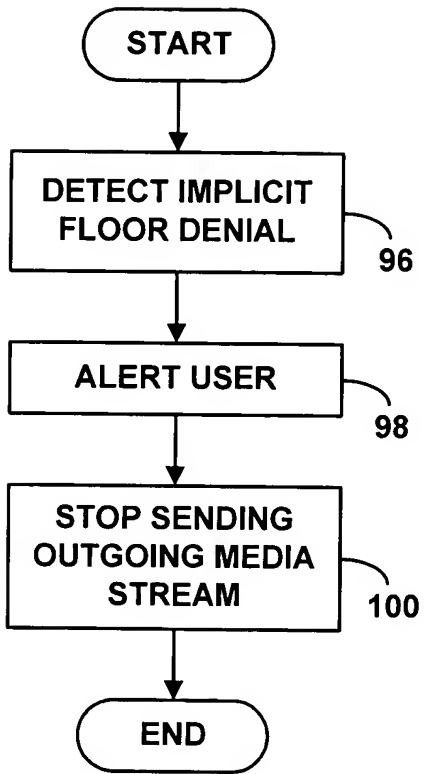 START
DETECT IMPLICIT
FLOOR DENIAL
96
ALERT USER
98
STOP SENDING
OUTGOING MEDIA
STREAM
100
END